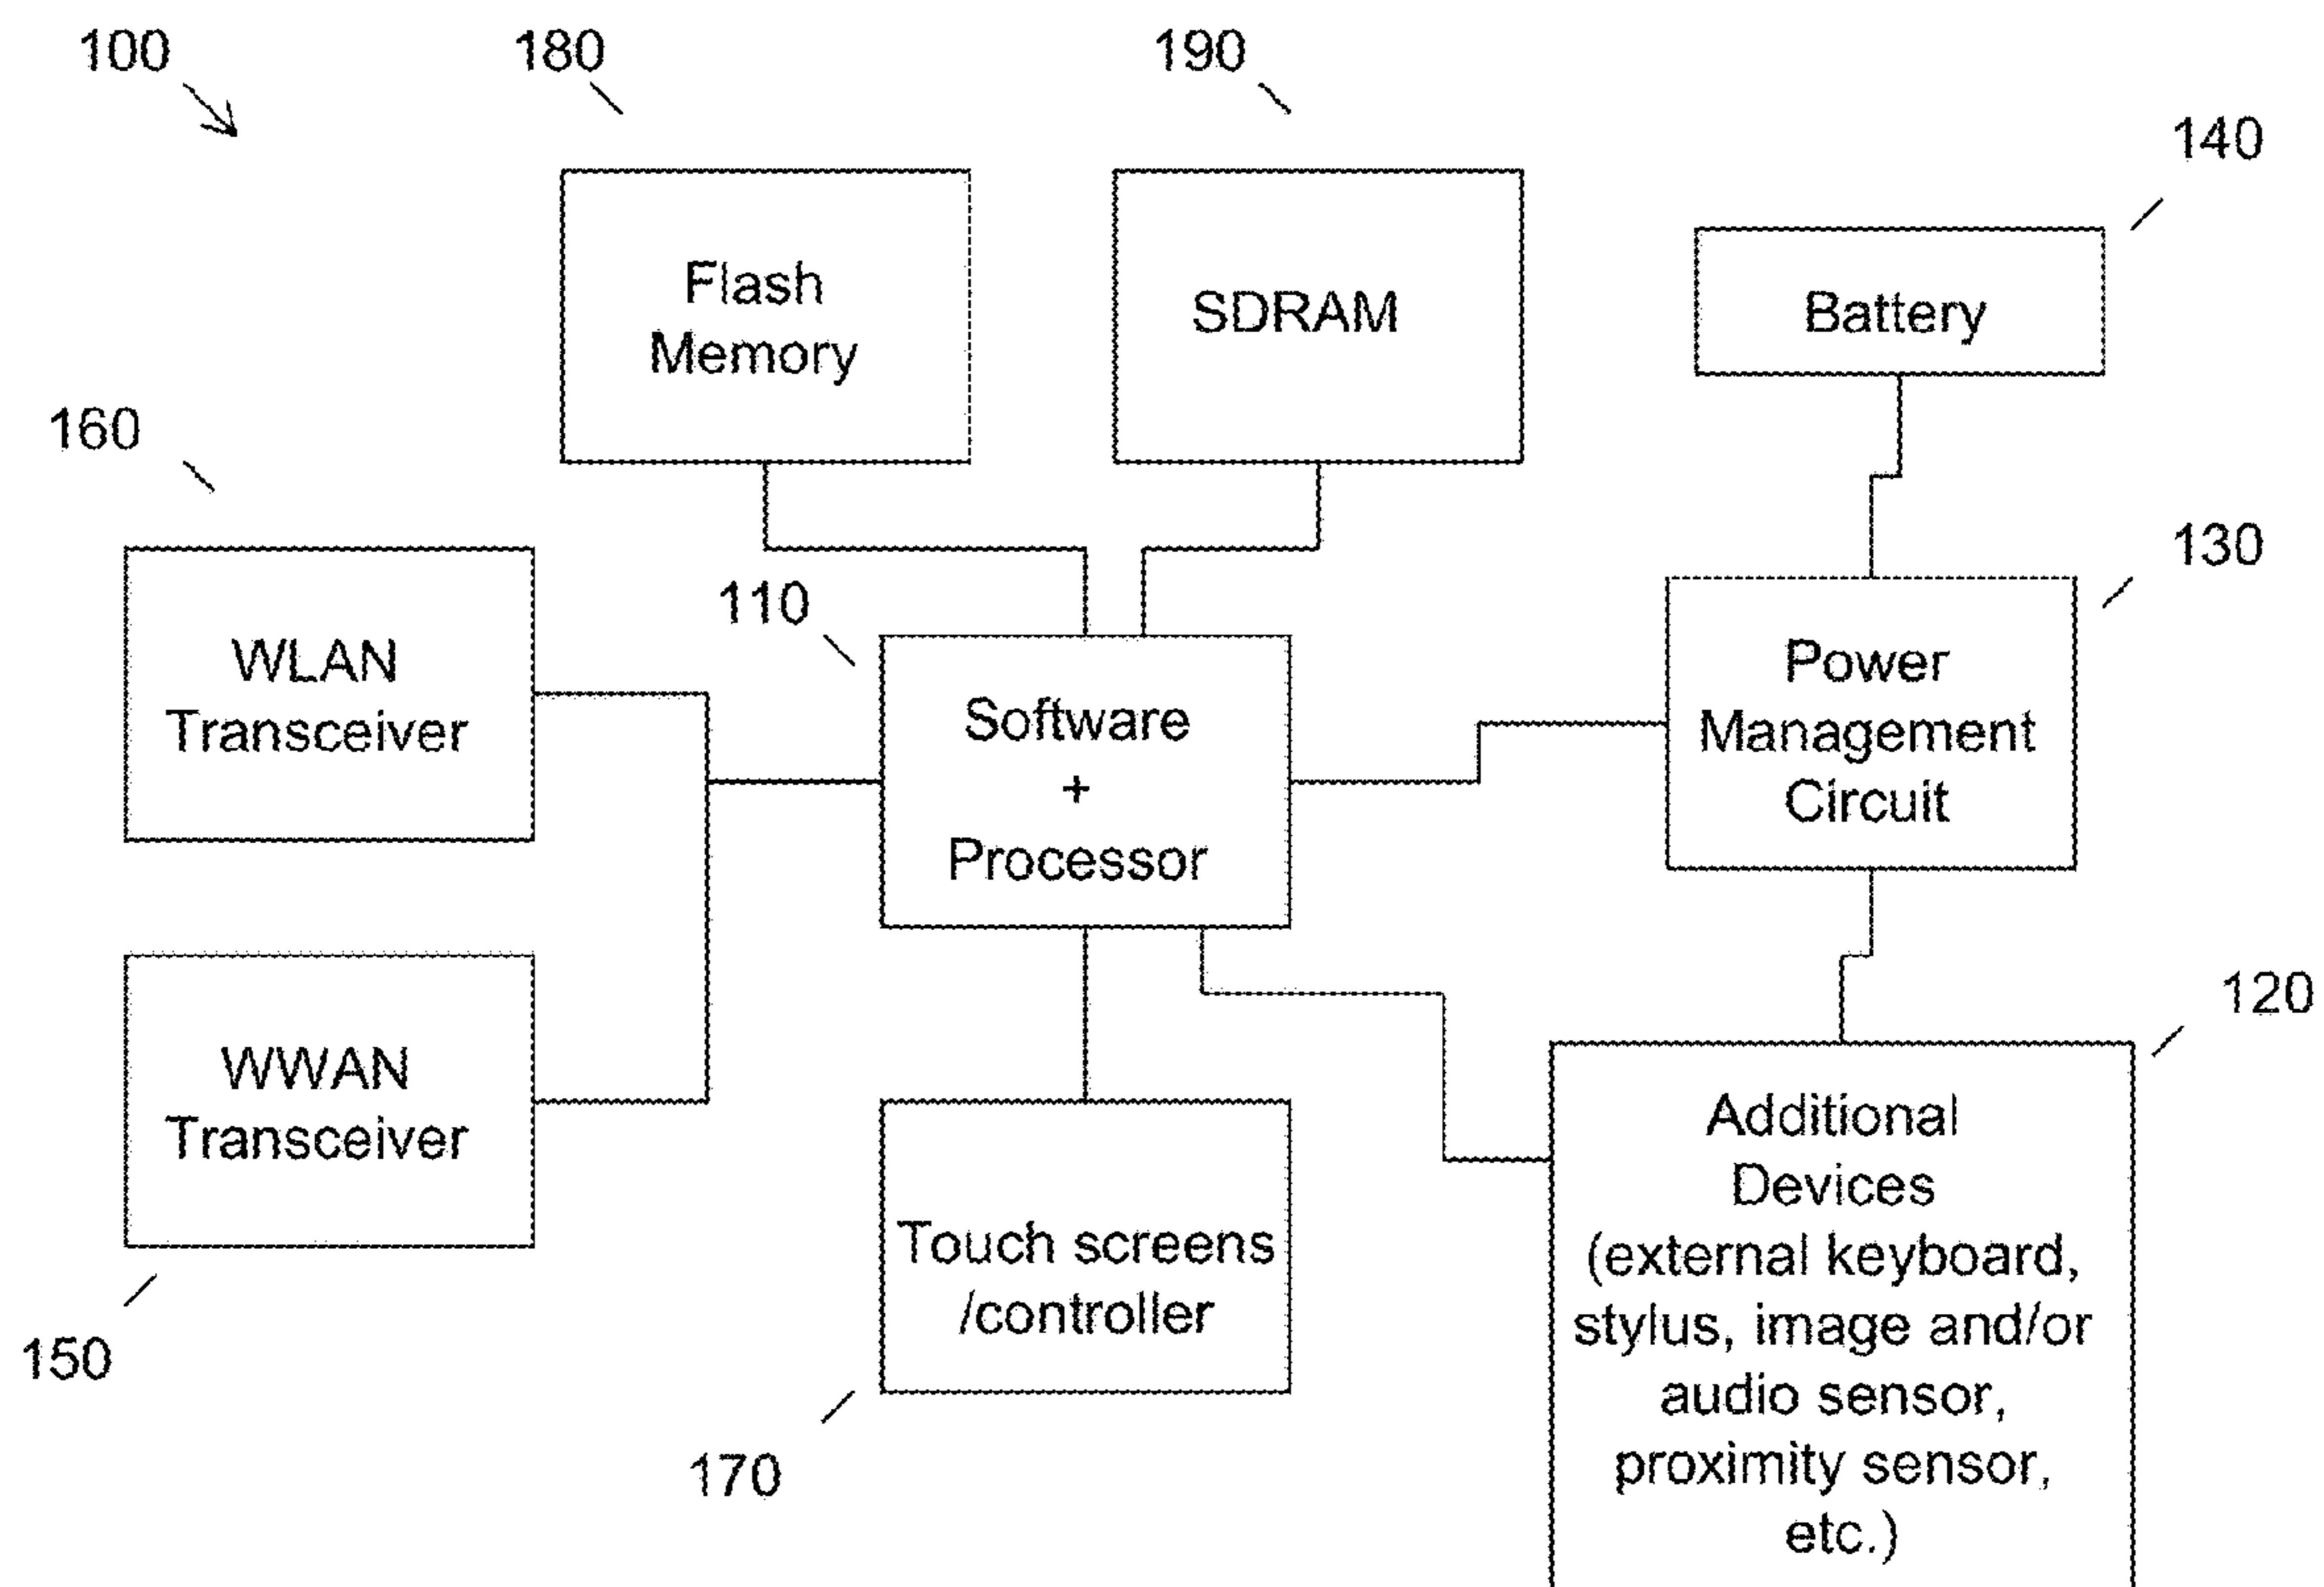 100
180
190
140
Flash
Memory
SDRAM
Battery
160
130
110
WLAN
Transceiver
Software
+
Processor
Power
Management
Circuit
120
WWAN
Transceiver
Touch screens
/controller
Additional
Devices
(external keyboard,
stylus, image and/or
audio sensor,
proximity sensor,
etc.)
150
170